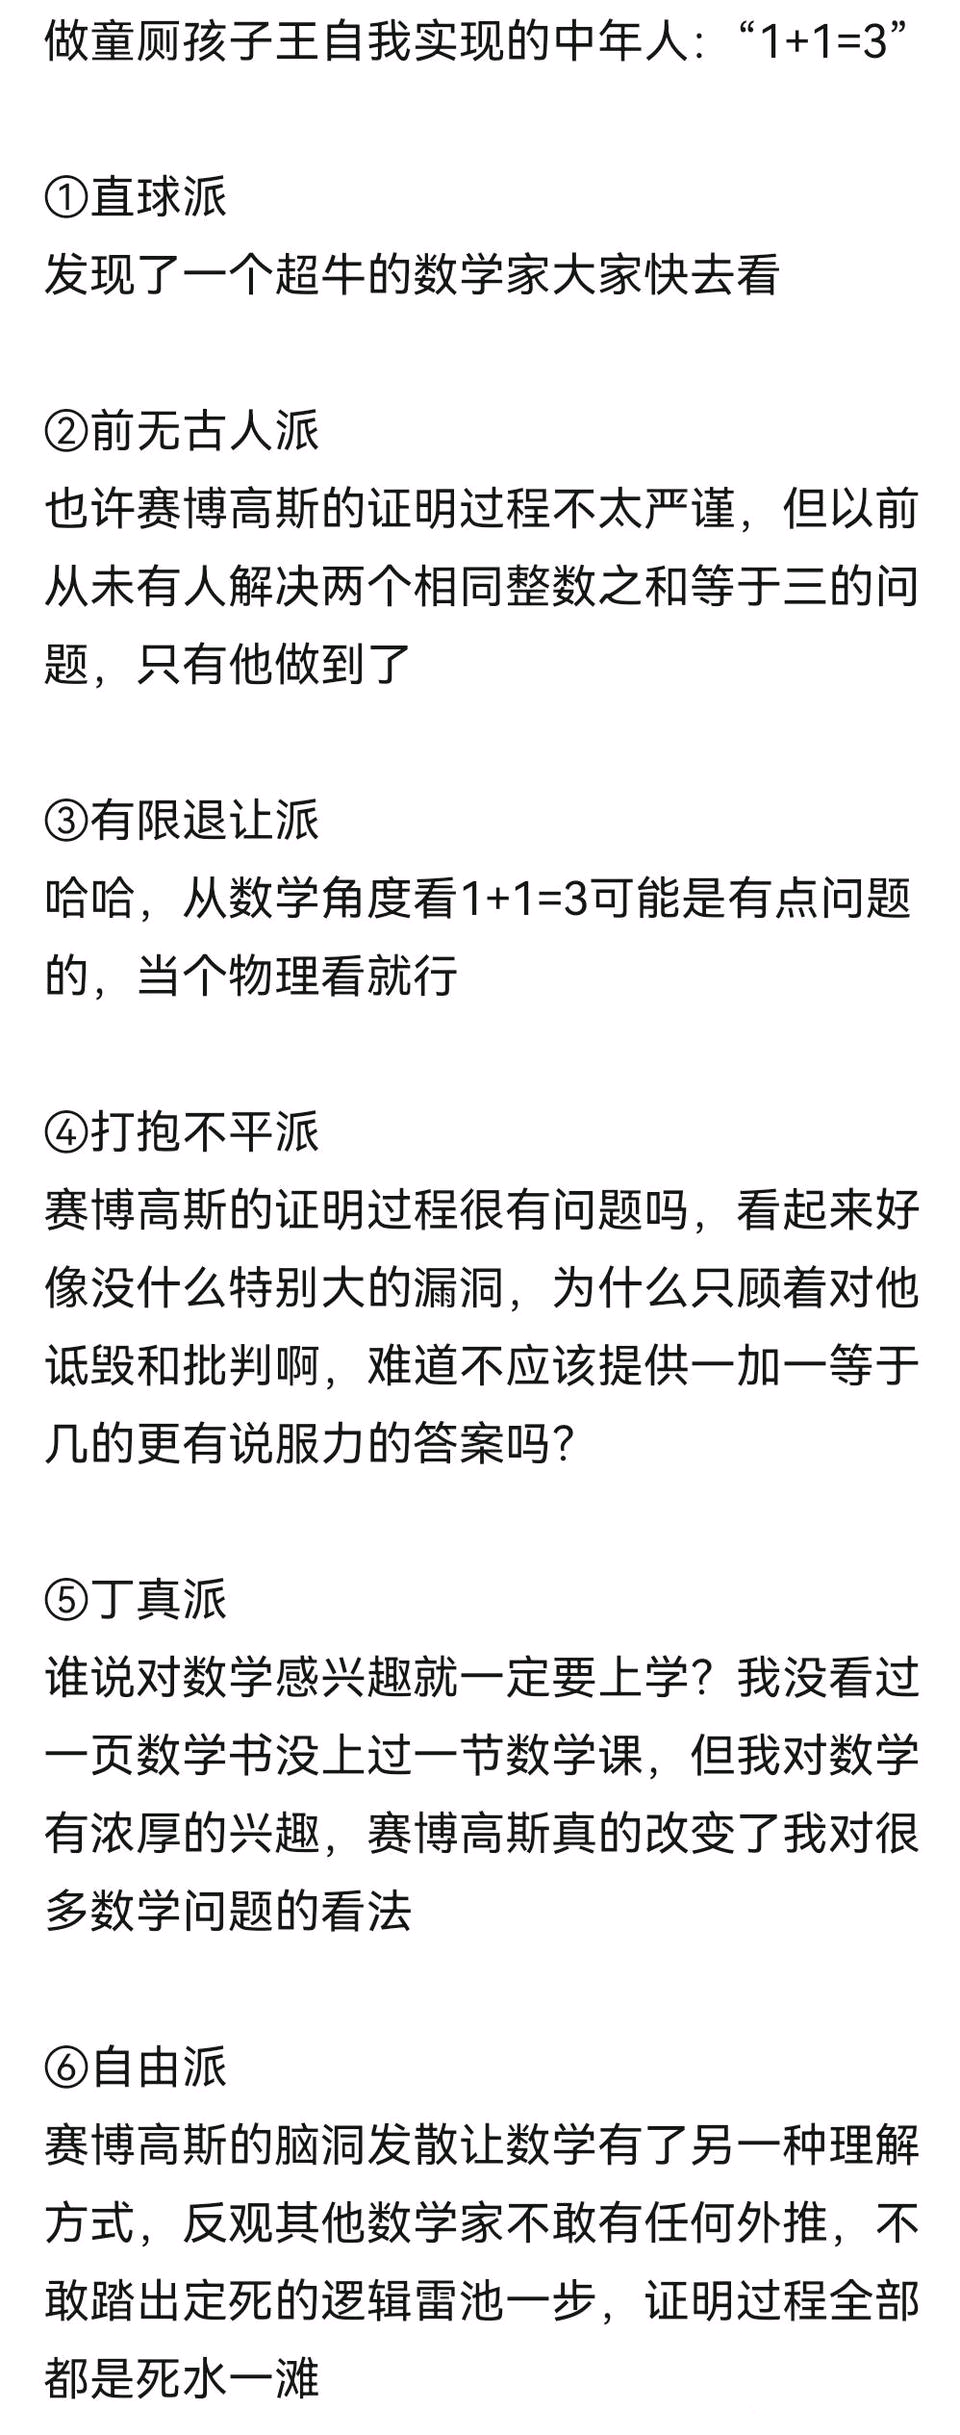 做童厕孩子王自我实现的中年人：“1+1=3”
①直球派
发现了一个超牛的数学家大家快去看
②前无古人派
也许赛博高斯的证明过程不太严谨，但以前
从未有人解决两个相同整数之和等于三的问
题，只有他做到了
③有限退让派
哈哈，从数学角度看1+1=3可能是有点问题
的，当个物理看就行
④打抱不平派
赛博高斯的证明过程很有问题吗，看起来好
像没什么特别大的漏洞，为什么只顾着对他
诋毁和批判啊，难道不应该提供一加一等于
几的更有说服力的答案吗？
⑤丁真派
谁说对数学感兴趣就一定要上学？我没看过
一页数学书没上过一节数学课，但我对数学
有浓厚的兴趣，赛博高斯真的改变了我对很
多数学问题的看法
⑥自由派
赛博高斯的脑洞发散让数学有了另一种理解
方式，反观其他数学家不敢有任何外推，不
敢踏出定死的逻辑雷池一步，证明过程全部
都是死水一滩